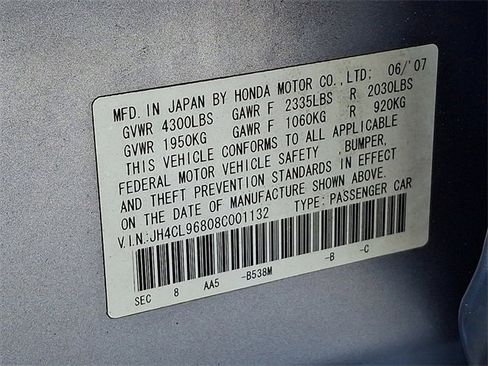 MFD. IN JAPAN BY HONDA MOTOR CO.,LTD: 06/'07
GVWR 4300LBS GAWR F 2335LBS R 2030LBS
GVWR 1950KG GAWR F 1060KG R 920KG
THIS VEHICLE CONFORMS TO ALL APPLICABLE
FEDERAL MOTOR VEHICLE SAFETY ,BUMPER,
AND THEFT PREVENTION STANDARDS IN EFFECT
ON THE DATE OF MANUFACTURE SHOWN ABOVE.
V.I.N.:JH4CL96808C001132 TYPE: PASSENGER CAR
SEC 8 AA5 -B538M -B -C